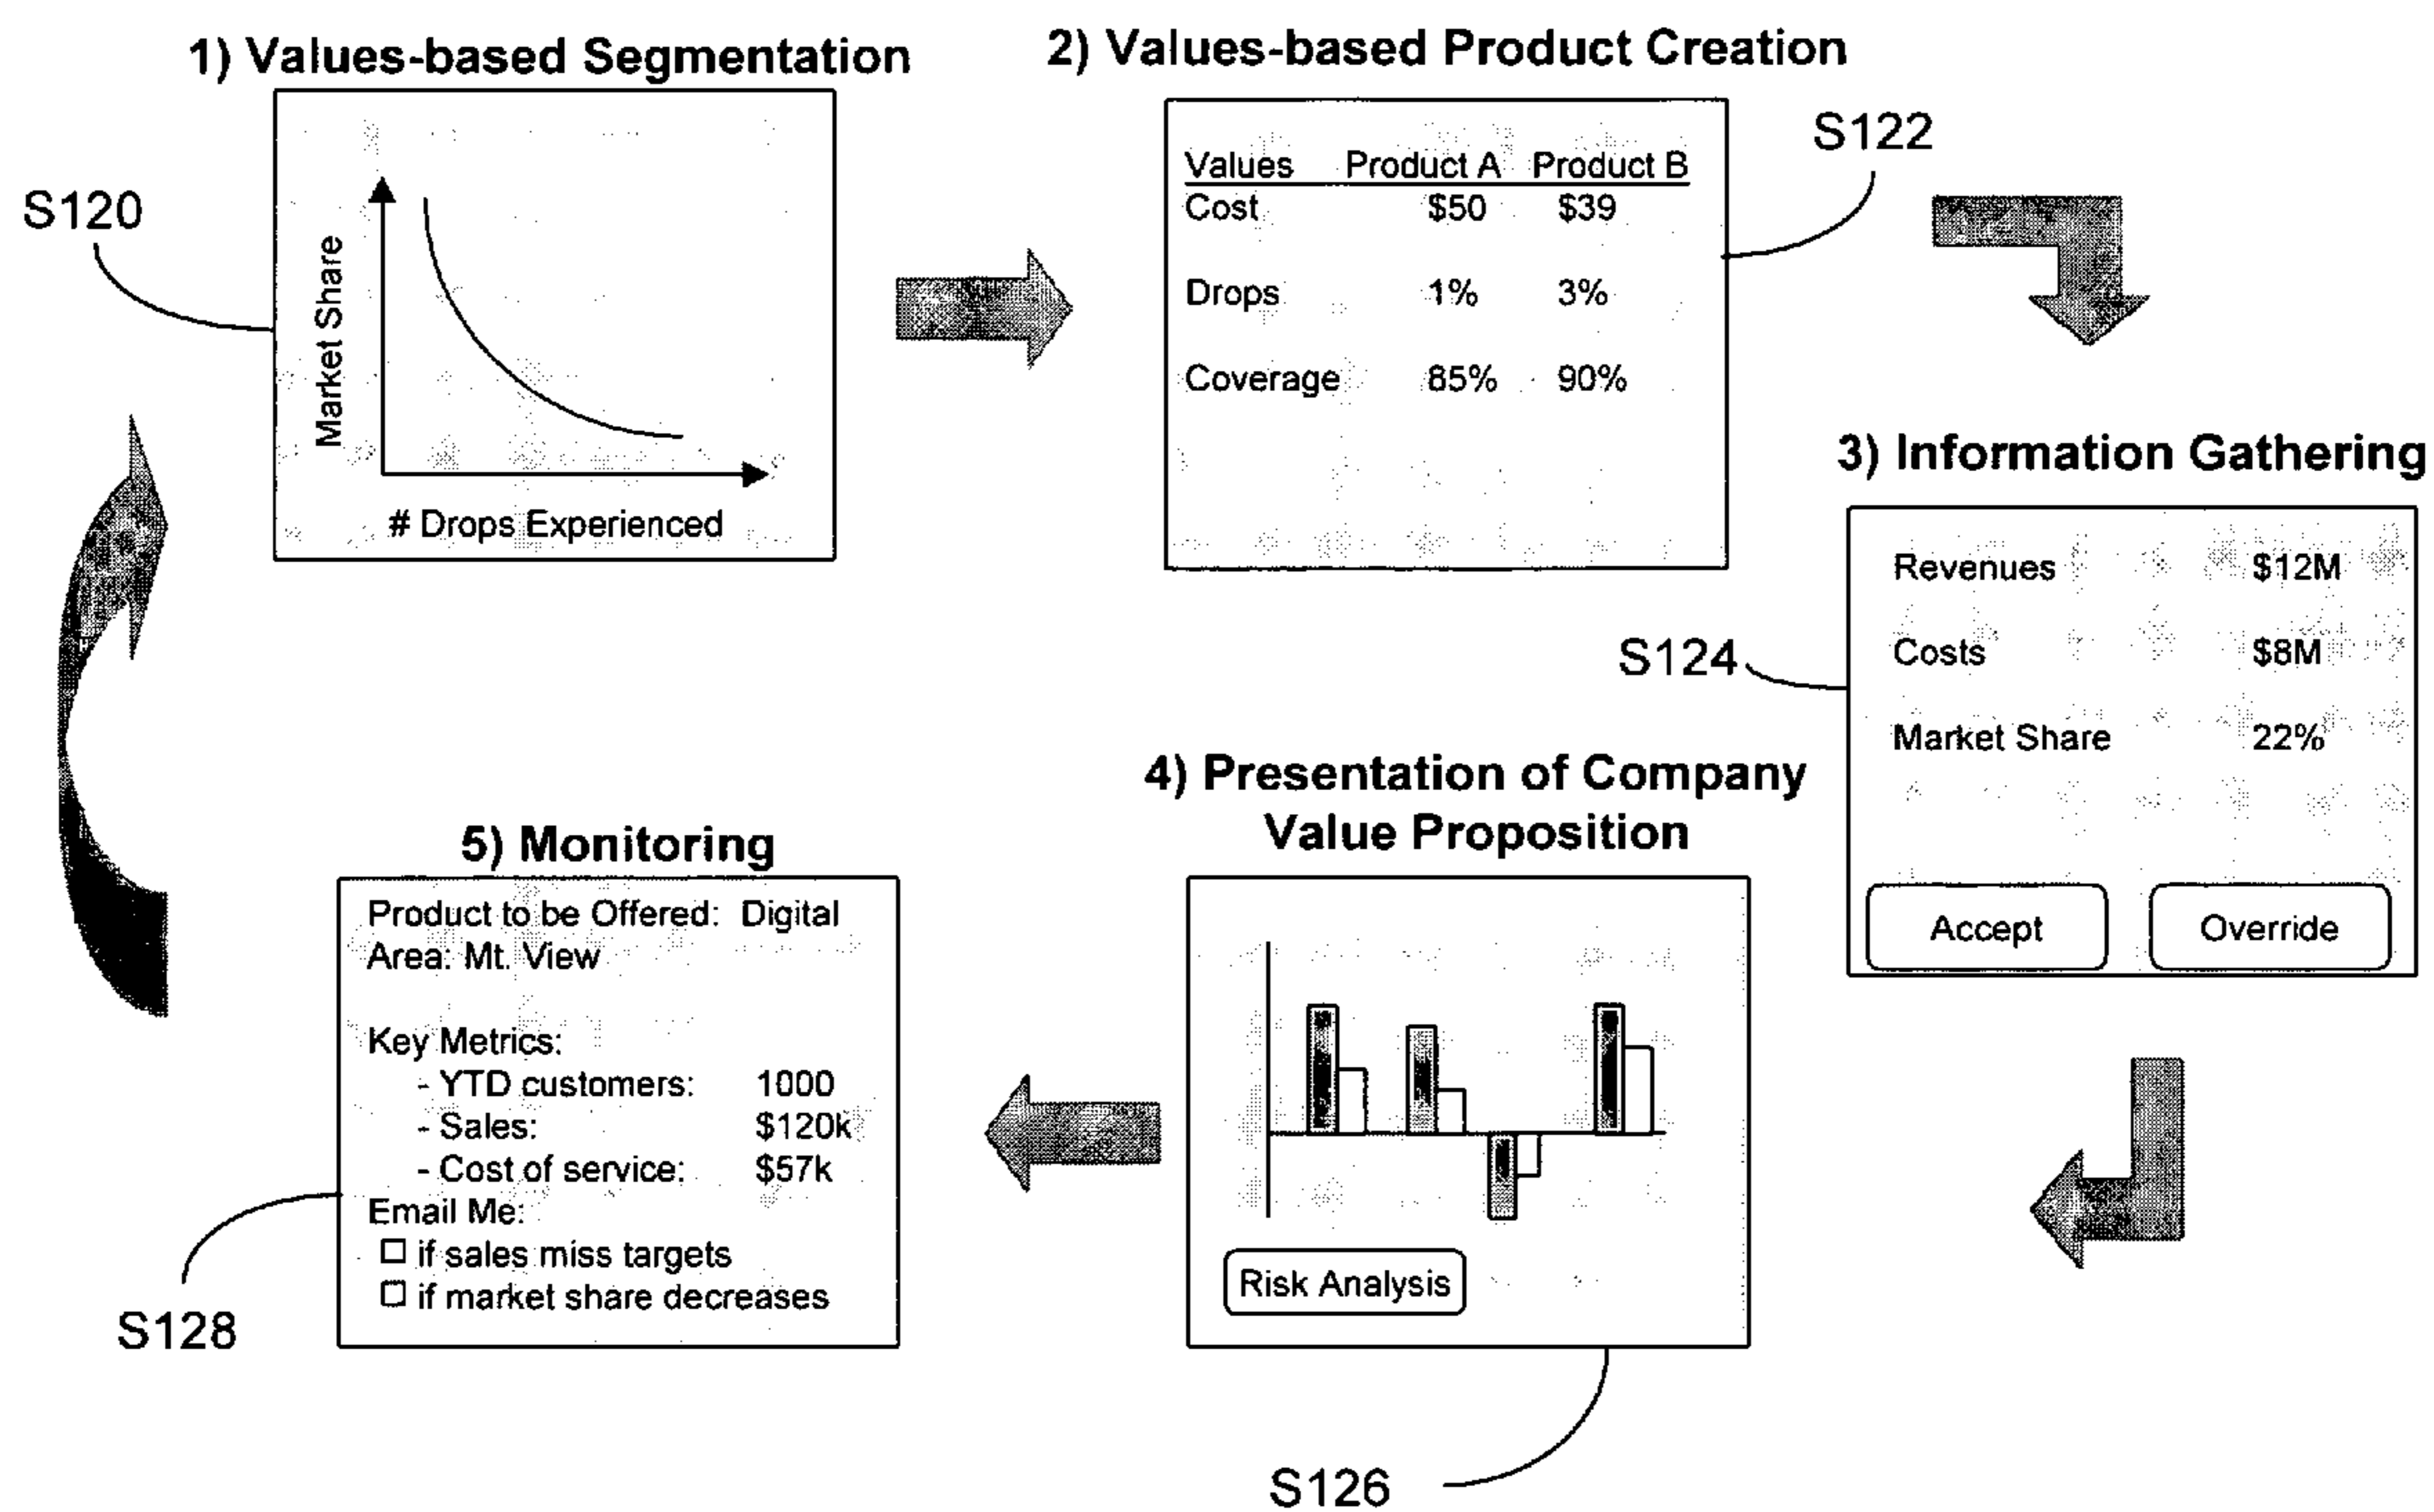 1) Values-based Segmentation
S120
Market Share
# Drops Experienced
2) Values-based Product Creation
S122
Values Product A Product B
Cost $50 $39
Drops 1% 3%
Coverage 85% 90%
3) Information Gathering
S124
Revenues $12M
Costs $8M
Market Share 22%
Accept Override
4) Presentation of Company
Value Proposition
Risk Analysis
S126
5) Monitoring
Product to be Offered: Digital
Area: Mt. View
Key Metrics:
- YTD customers: 1000
- Sales: $120k
- Cost of service: $57k
Email Me:
if sales miss targets
if market share decreases
S128